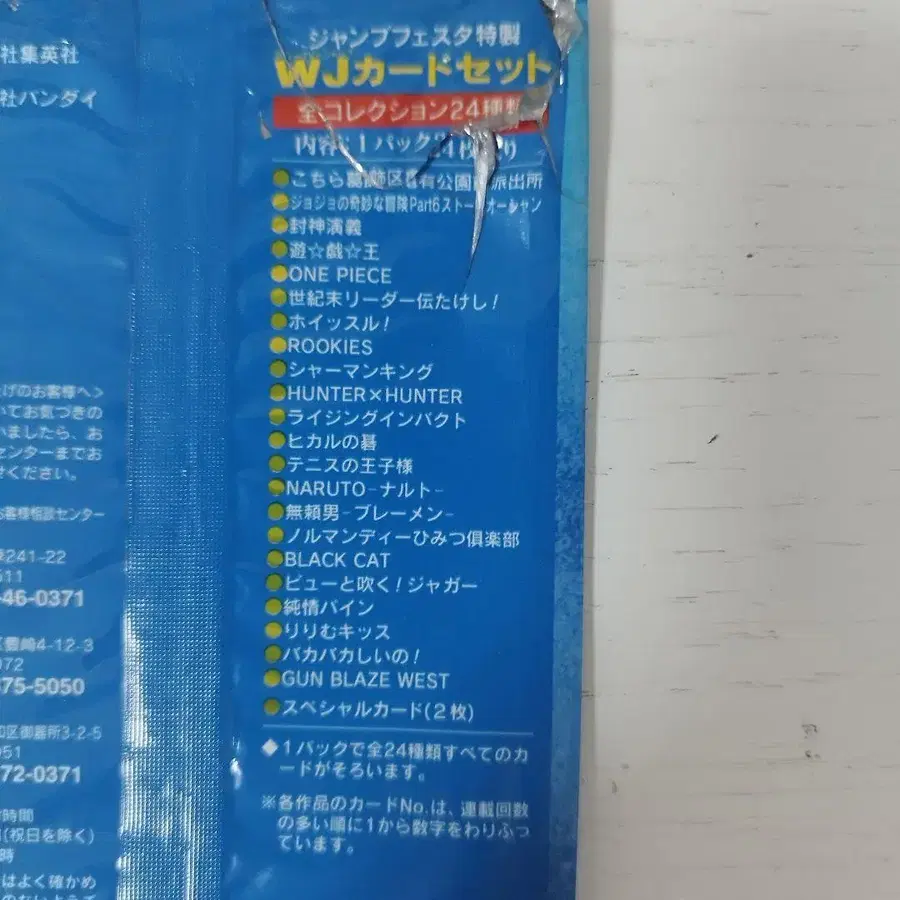 社集英社
社バンダイ
げのお客様へ>
いてお気づきの
いましたら、お
センターまでお
せください。
お客様相談センター
241-22
511
-46-0371
区豊崎4-12-3
072
375-5050
和区御器所3-2-5
051
72-0371
時間
(祝日を除く)
時
はよく確かめ
ジャンプフェスタ特製
WJカードセット
全コレクション24種類
内容:1パック24枚入り
●こちら葛飾区亀有公園前派出所
●ジョジョの奇妙な冒険Part6ストーンオーシャン
●封神演義
●遊☆戯☆王
●ONE PIECE
●世紀末リーダー伝たけし!
●ホイッスル!
●ROOKIES
●シャーマンキング
●HUNTER×HUNTER
●ライジングインパクト
●ヒカルの碁
●テニスの王子様
●NARUTO-ナルト-
●無頼男-ブレーメン-
●ノルマンディーひみつ倶楽部
●BLACK CAT
●ピューと吹く!ジャガー
●純情パイン
●りりむキッス
●バカバカしいの!
●GUN BLAZE WEST
●スペシャルカード(2枚)
◆1パックで全24種類すべてのカ
ードがそろいます。
※各作品のカードNo.は、連載回数
の多い順に1から数字をわりふっ
ています。